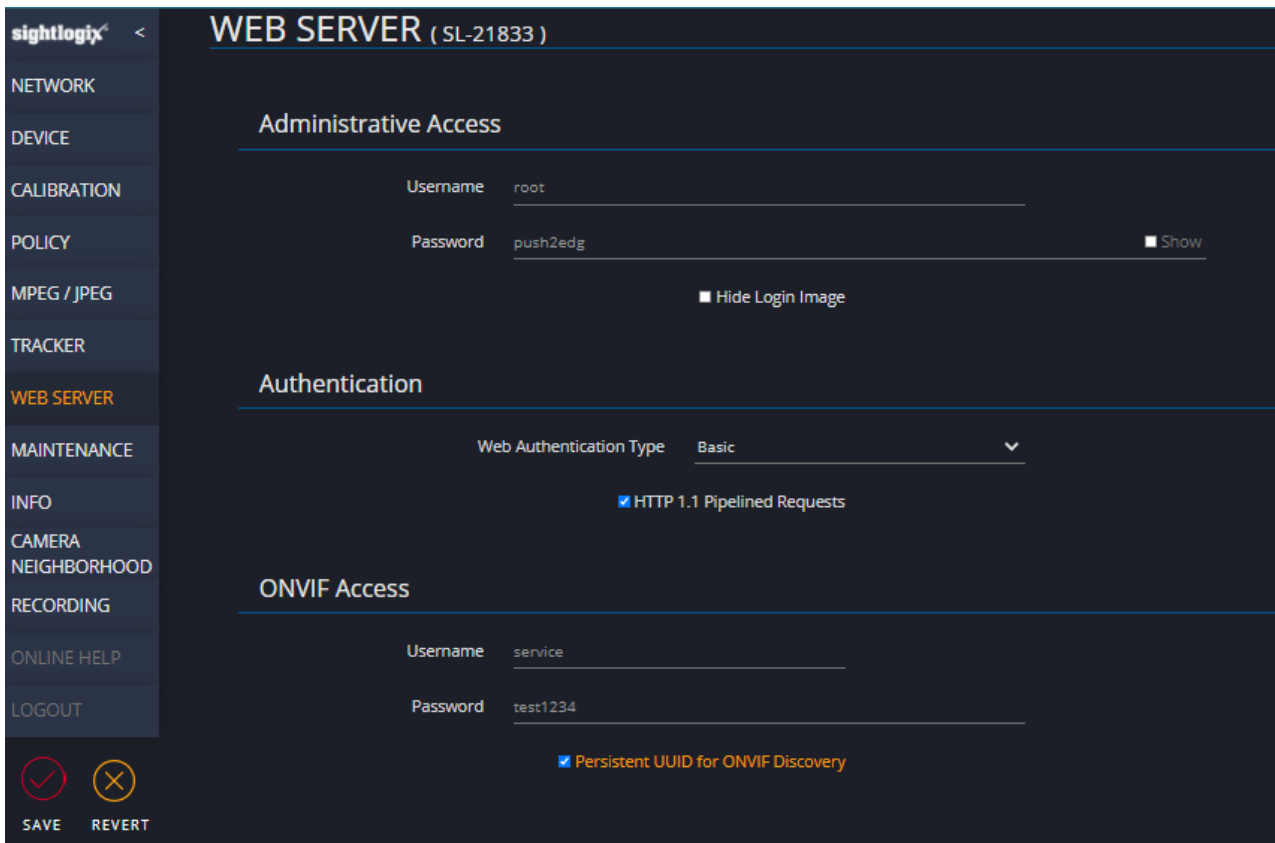 sightlogix <
NETWORK
DEVICE
CALIBRATION
POLICY
MPEG / JPEG
TRACKER
WEB SERVER
MAINTENANCE
INFO
CAMERA
NEIGHBORHOOD
RECORDING
ONLINE HELP
LOGOUT
SAVE REVERT
WEB SERVER ( SL-21833 )
Administrative Access
Username root
Password push2edg Show
Hide Login Image
Authentication
Web Authentication Type Basic
HTTP 1.1 Pipelined Requests
ONVIF Access
Username service
Password test1234
Persistent UUID for ONVIF Discovery